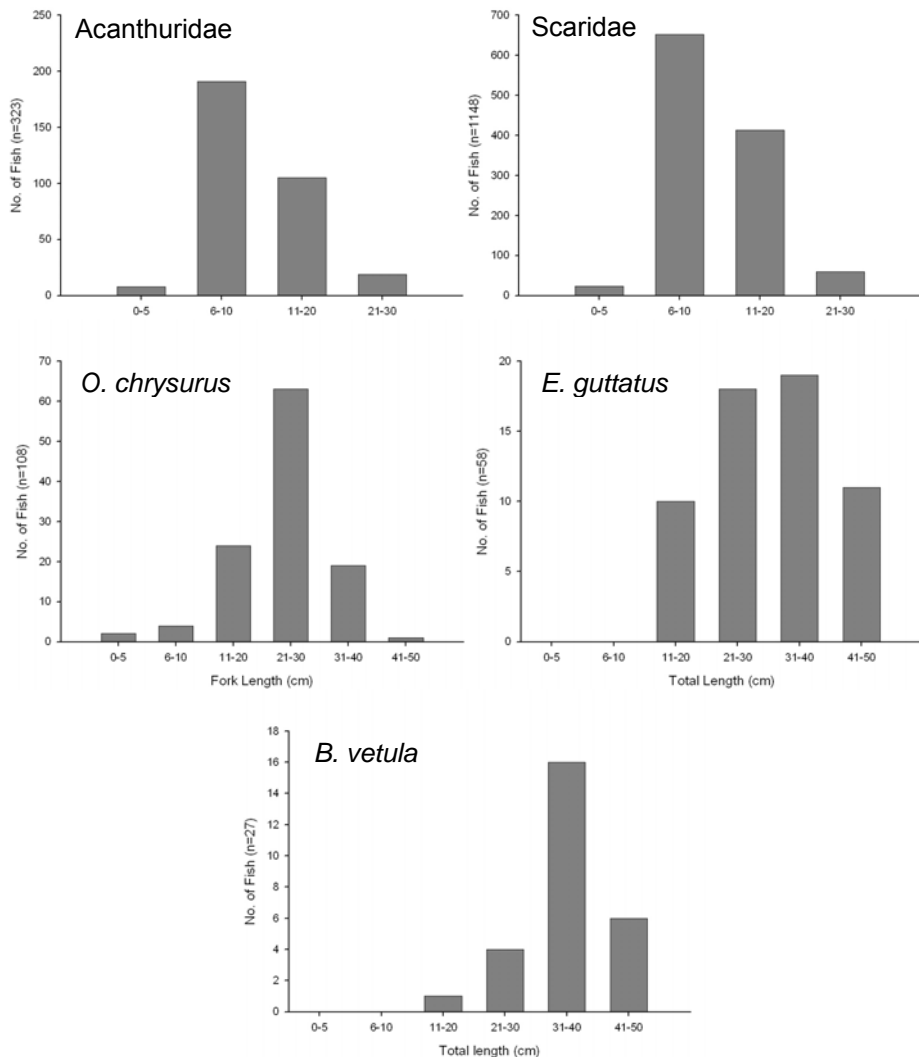 Acanthuridae
No. of Fish (n=323)
250
200
150
100
50
0
0-5 6-10 11-20 21-30
Scaridae
No. of Fish (n=1148)
700
600
500
400
300
200
100
0
0-5 6-10 11-20 21-30
O. chrysurus
No. of Fish (n=108)
70
60
50
40
30
20
10
0
0-5 6-10 11-20 21-30 31-40 41-50
Fork Length (cm)
E. guttatus
No. of Fish (n=58)
20
15
10
5
0
0-5 6-10 11-20 21-30 31-40 41-50
Total Length (cm)
B. vetula
No. of Fish (n=27)
18
16
14
12
10
8
6
4
2
0
0-5 6-10 11-20 21-30 31-40 41-50
Total length (cm)